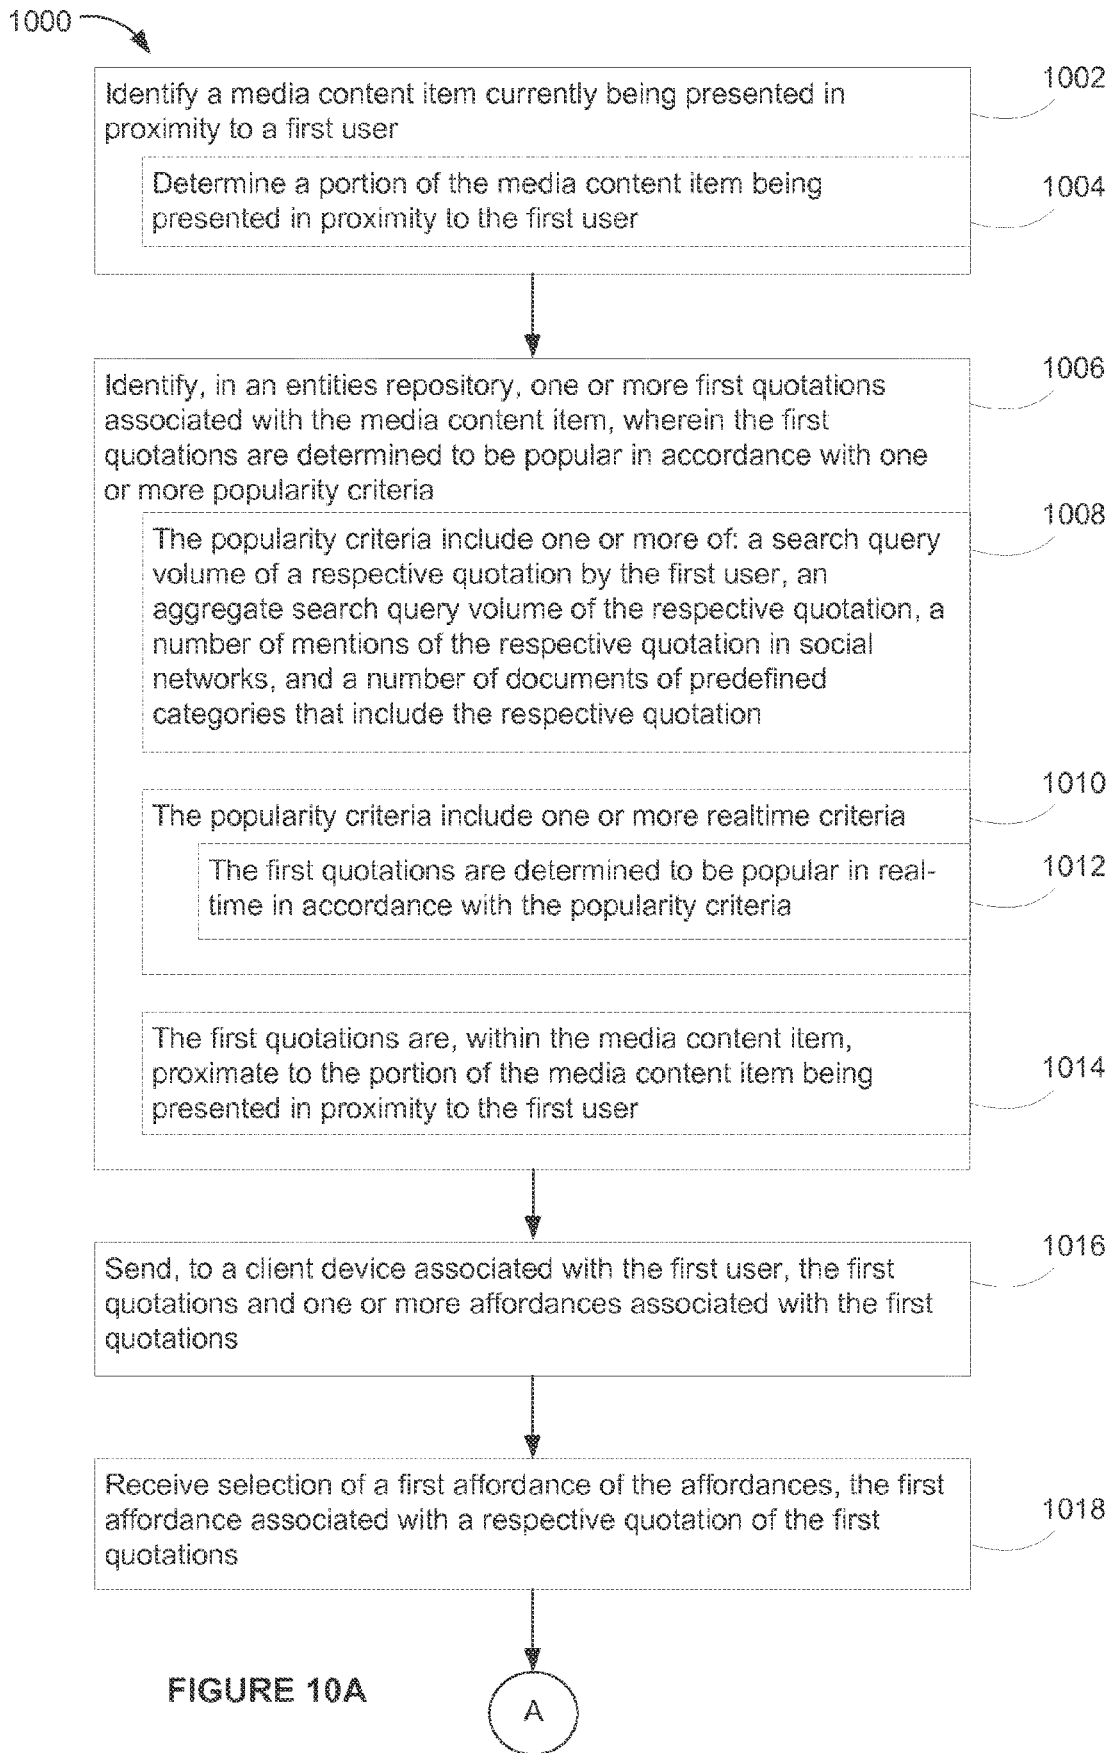 1000
1002
Identify a media content item currently being presented in
proximity to a first user
1004
Determine a portion of the media content item being
presented in proximity to the first user
1006
Identify, in an entities repository, one or more first quotations
associated with the media content item, wherein the first
quotations are determined to be popular in accordance with one
or more popularity criteria
1008
The popularity criteria include one or more of: a search query
volume of a respective quotation by the first user, an
aggregate search query volume of the respective quotation, a
number of mentions of the respective quotation in social
networks, and a number of documents of predefined
categories that include the respective quotation
1010
The popularity criteria include one or more realtime criteria
1012
The first quotations are determined to be popular in real-
time in accordance with the popularity criteria
The first quotations are, within the media content item,
proximate to the portion of the media content item being
presented in proximity to the first user
1014
1016
Send, to a client device associated with the first user, the first
quotations and one or more affordances associated with the first
quotations
Receive selection of a first affordance of the affordances, the first
affordance associated with a respective quotation of the first
quotations
1018
FIGURE 10A
A